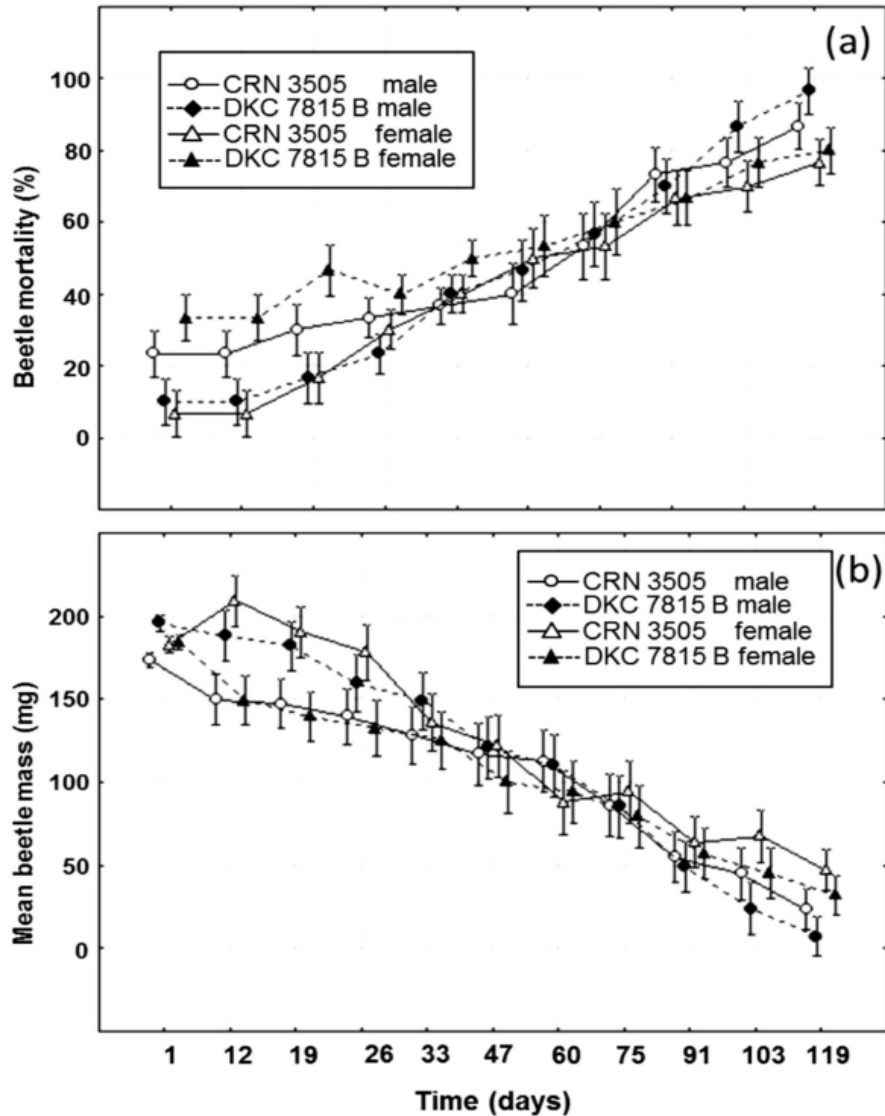 (a)
CRN 3505 male
DKC 7815 B male
CRN 3505 female
DKC 7815 B female
100
80
60
40
20
0
Beetle mortality (%)
(b)
CRN 3505 male
DKC 7815 B male
CRN 3505 female
DKC 7815 B female
200
150
100
50
0
Mean beetle mass (mg)
1 12 19 26 33 47 60 75 91 103 119
Time (days)